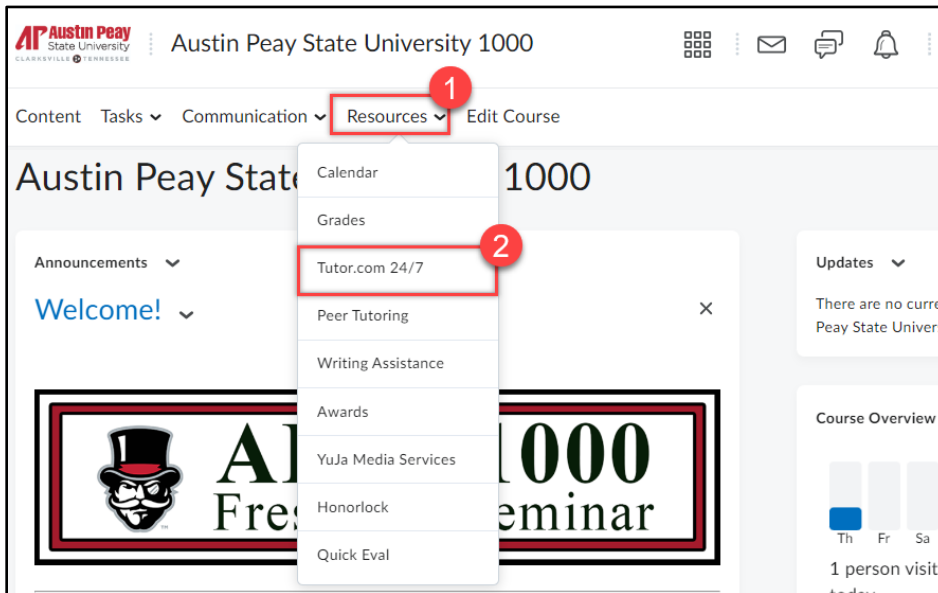 AP Austin Peay
State University
CLARKSVILLE TENNESSEE
Austin Peay State University 1000
1
Content Tasks Communication Resources Edit Course
Austin Peay State 1000
Calendar
Grades
2
Announcements
Tutor.com 24/7
Updates
Welcome!
Peer Tutoring
There are no curre
Peay State Univer
Writing Assistance
Awards
Course Overview
A 1000
YuJa Media Services
Fres eminar
Honorlock
Quick Eval
Th Fr Sa
1 person visit